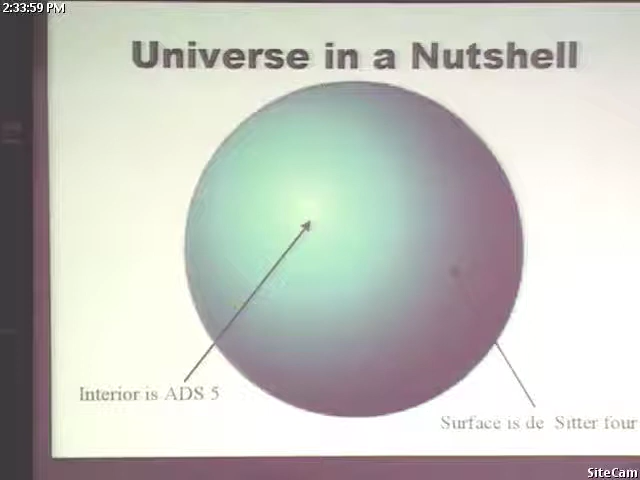 2:33:59 PM
Universe in a Nutshell
Interior is ADS 5
Surface is de Sitter four
SiteCam